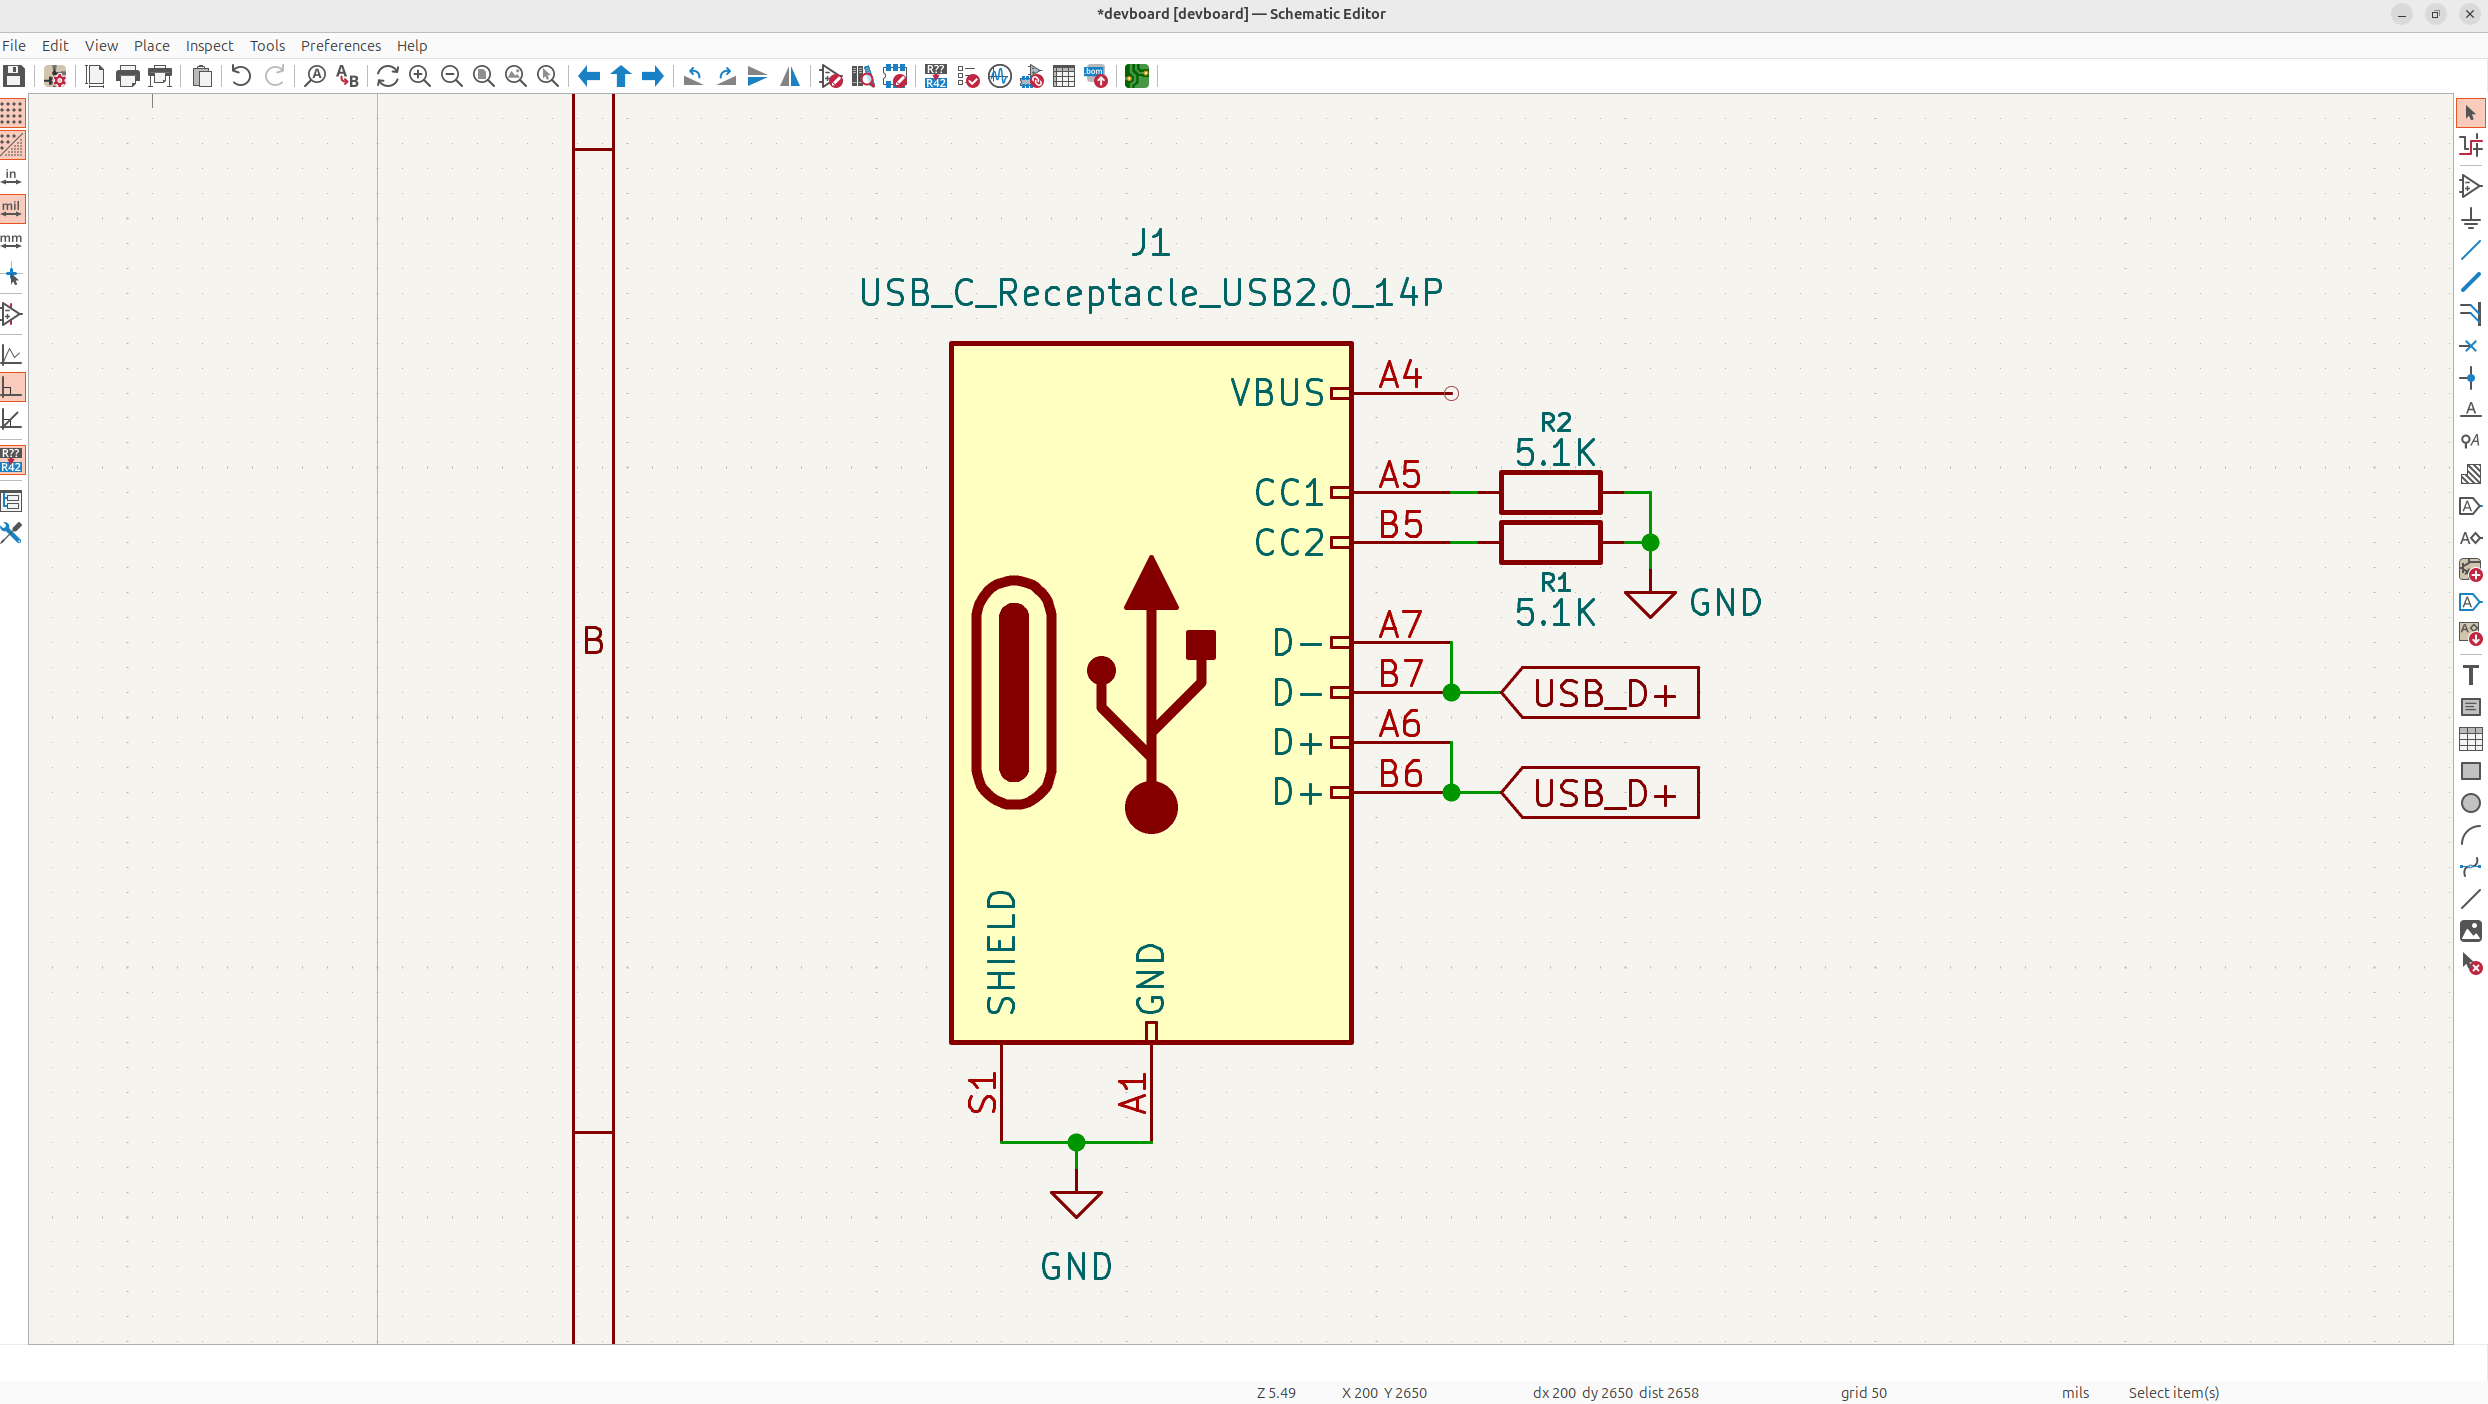 *devboard [devboard] — Schematic Editor
File Edit View Place Inspect Tools Preferences Help
in
mil
mm
R??
R42
A
B
R??
R42
bom
J1
USB_C_Receptacle_USB2.0_14P
VBUS A4
R2
5.1K
CC1 A5
CC2 B5
R1
5.1K
GND
D− A7
D− B7 USB_D+
D+ A6
D+ B6 USB_D+
B
SHIELD
GND
S1
A1
GND
A
A
A
A
A
A
T
Z 5.49 X 200 Y 2650 dx 200 dy 2650 dist 2658 grid 50 mils Select item(s)